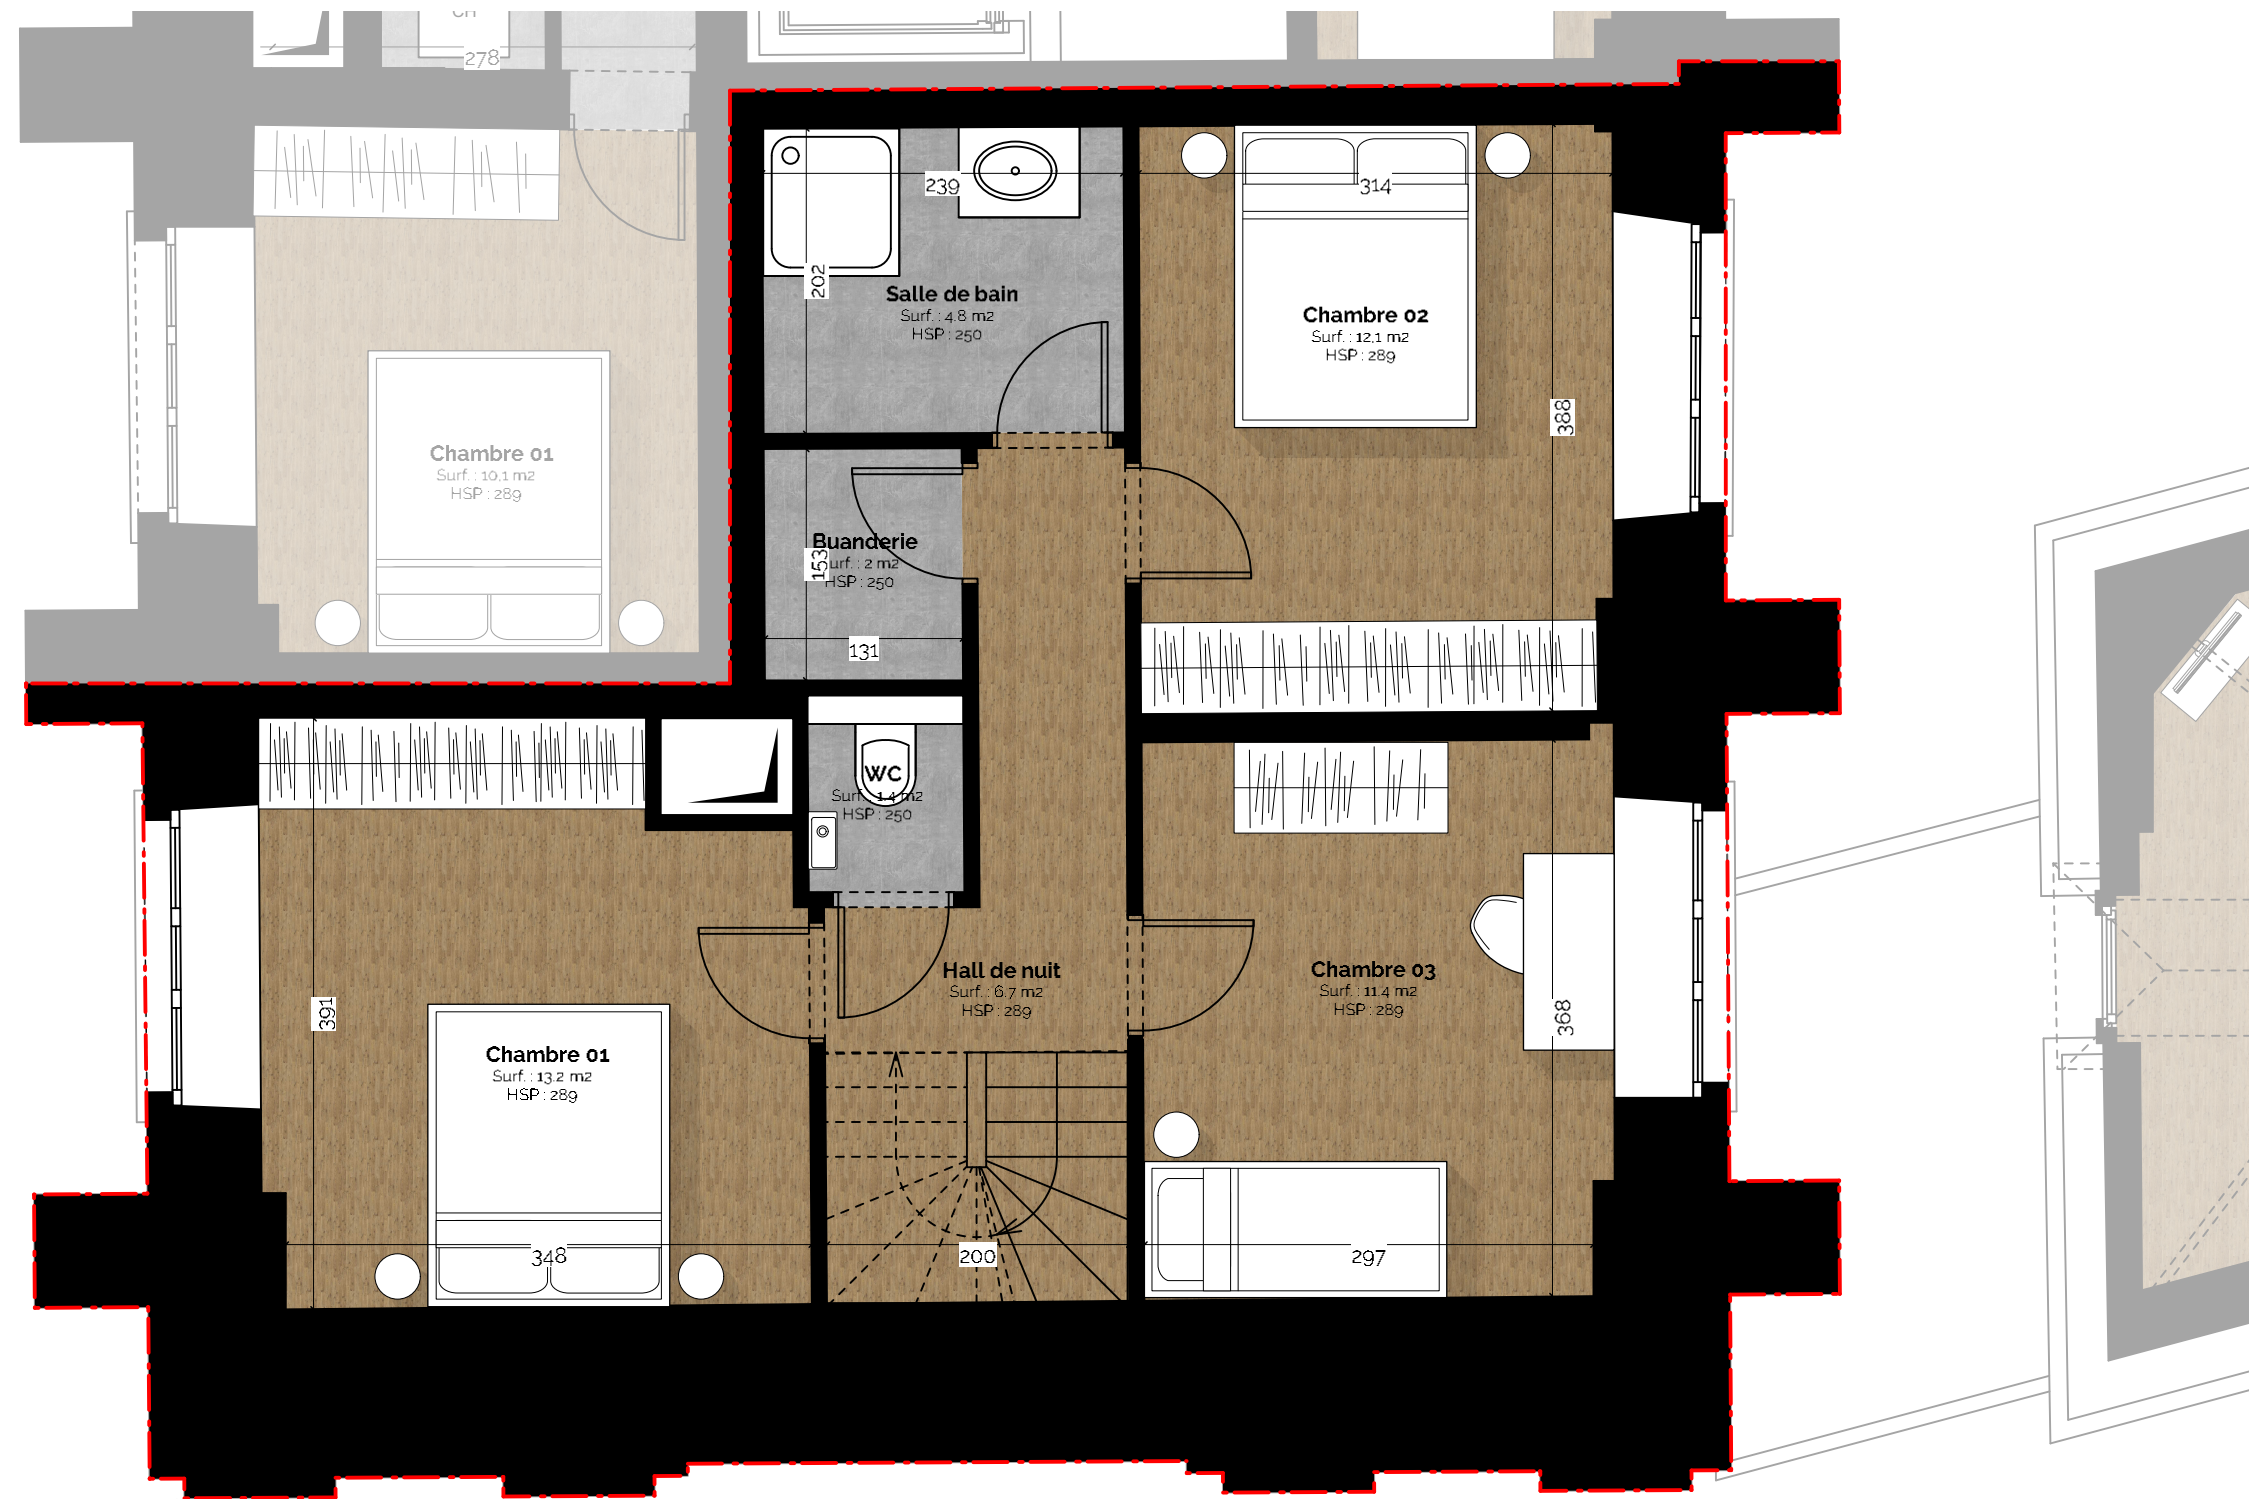 CH
278
239
314
202
Salle de bain
Surf. : 4.8 m2
HSP : 250
Chambre 02
Surf. : 12,1 m2
HSP : 289
388
Chambre 01
Surf. : 10,1 m2
HSP : 289
Buanderie
Surf. : 2 m2
HSP : 250
153
131
WC
Surf. : 1.4 m2
HSP : 250
Hall de nuit
Surf. : 6.7 m2
HSP : 289
Chambre 03
Surf. : 11.4 m2
HSP : 289
391
368
Chambre 01
Surf. : 13.2 m2
HSP : 289
348
200
297